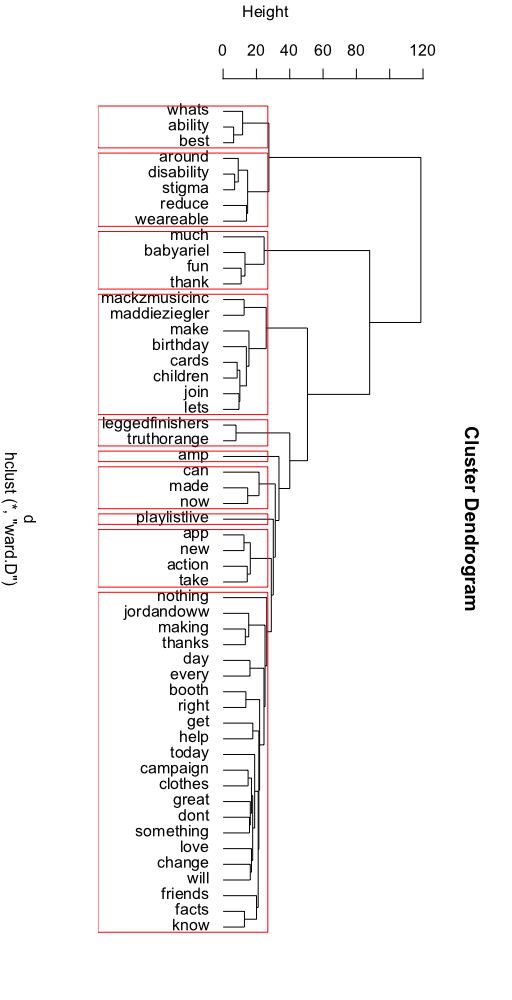 Height
0 20 40 60 80 120
whats
ability
best
around
disability
stigma
reduce
weareable
much
babyariel
fun
thank
mackzmusicinc
maddieziegler
make
birthday
cards
children
join
lets
leggedfinishers
truthorange
amp
can
made
now
playlistlive
app
new
action
take
nothing
jordandoww
making
thanks
day
every
booth
right
get
help
today
campaign
clothes
great
dont
something
love
change
will
friends
facts
know
Cluster Dendrogram
d
hclust (*, "ward.D")